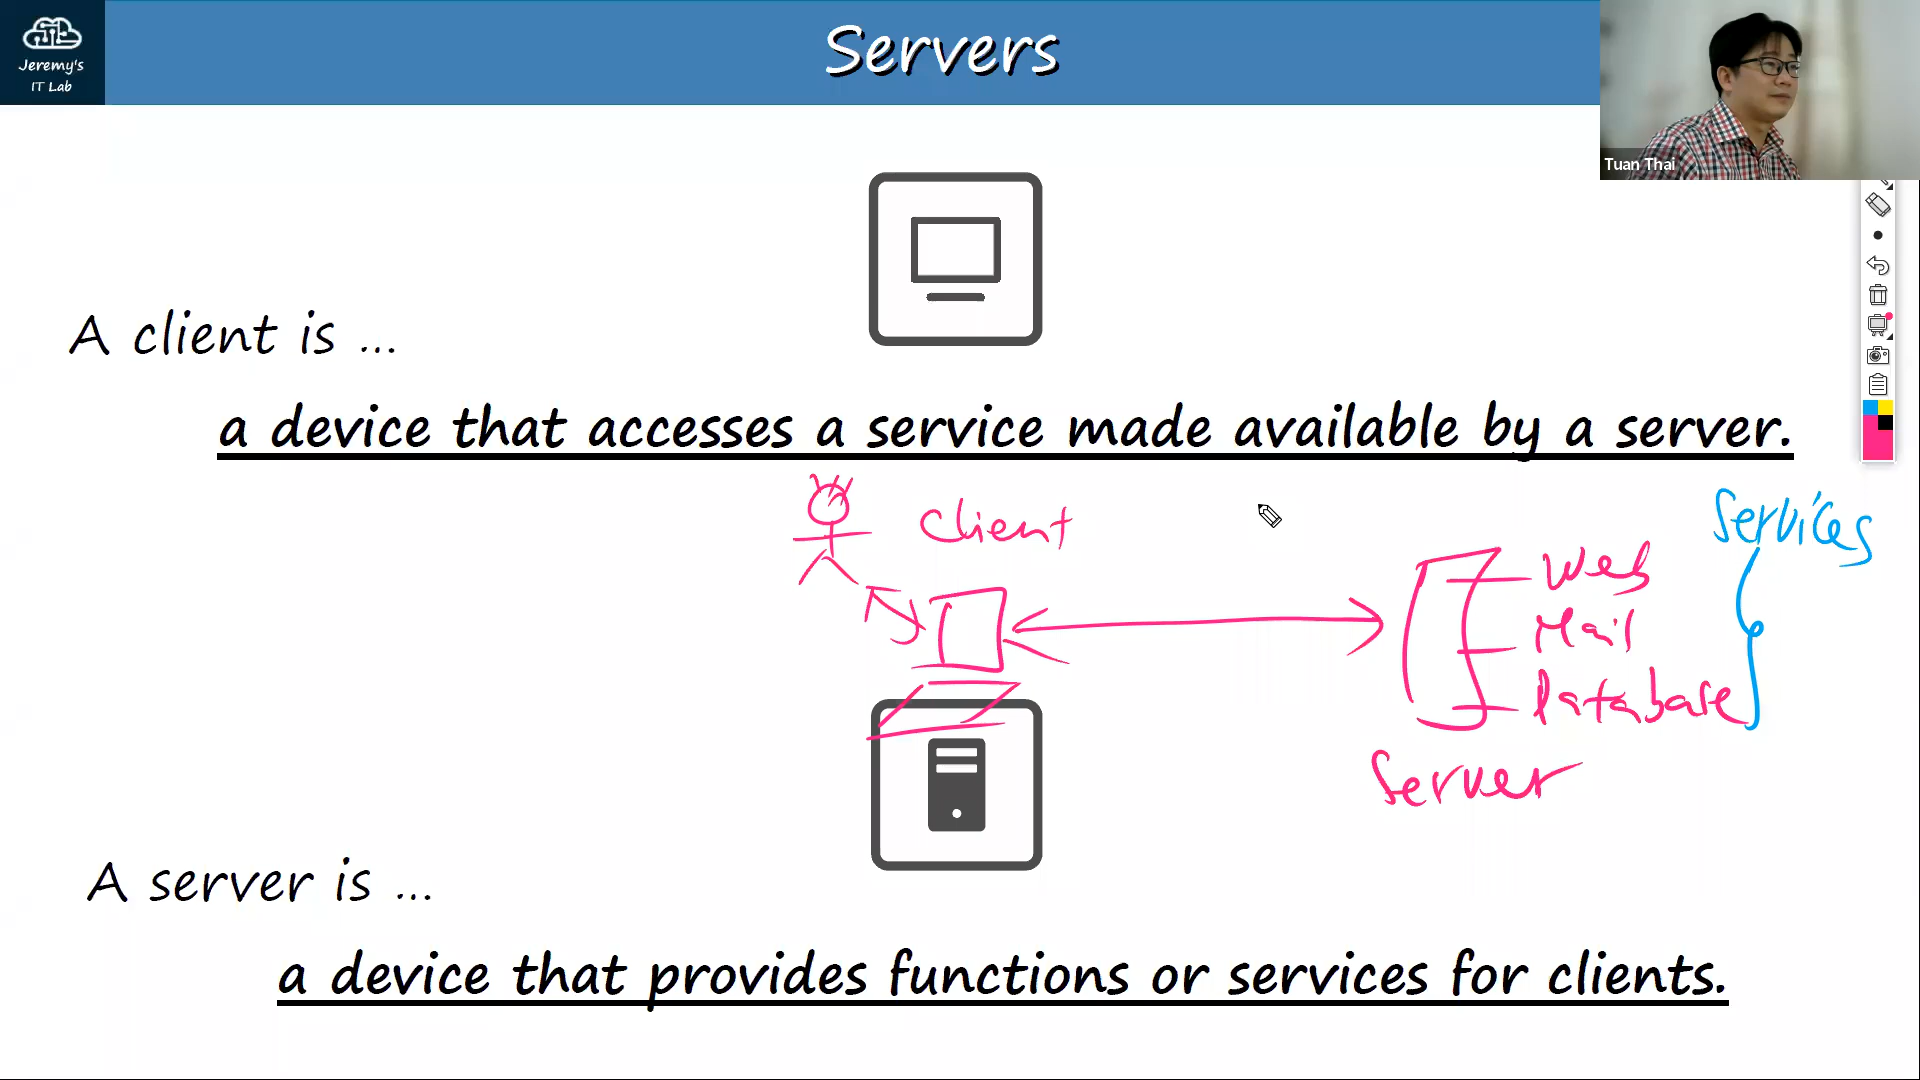 Servers
Jeremy's
IT Lab
Tuan Thai
A client is ...
a device that accesses a service made available by a server.
Client
Services
Web
Mail
Database
Server
A server is ...
a device that provides functions or services for clients.